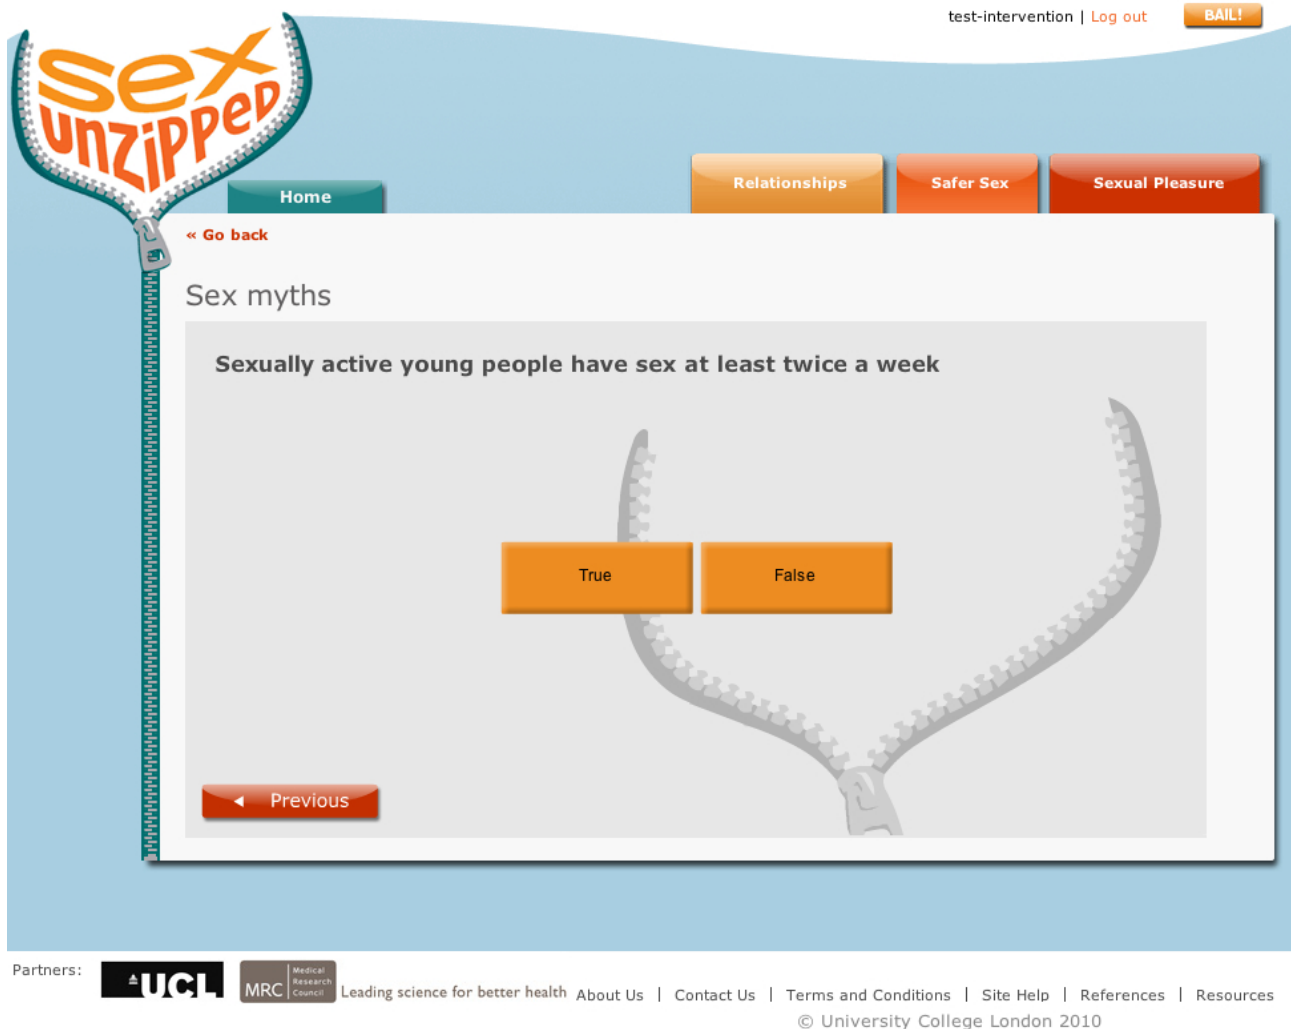 test-intervention | Log out BAIL!
sex
unzipped
Home Relationships Safer Sex Sexual Pleasure
« Go back
Sex myths
Sexually active young people have sex at least twice a week
True False
Previous
Partners: UCL MRC Medical Research Council Leading science for better health About Us | Contact Us | Terms and Conditions | Site Help | References | Resources
© University College London 2010